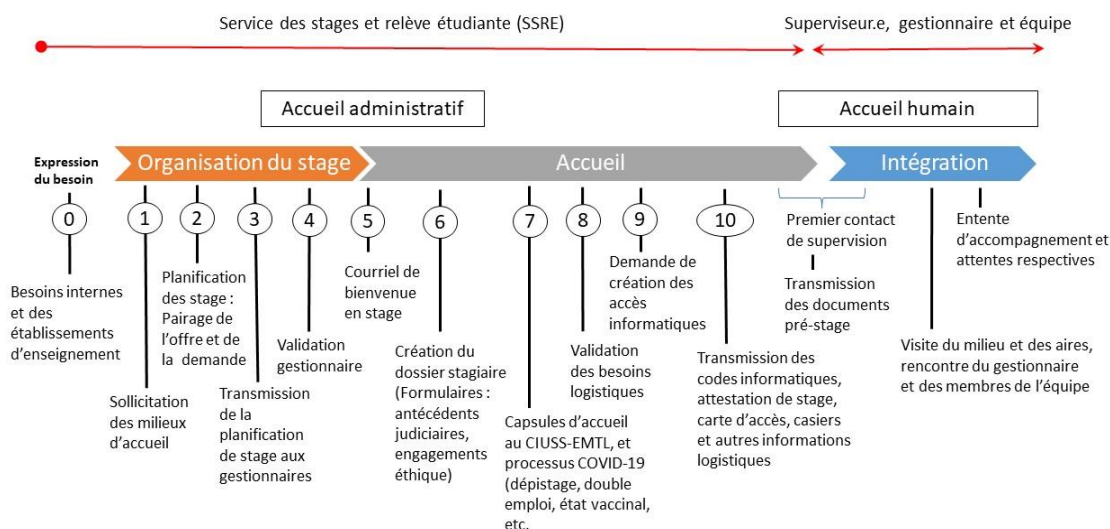 Service des stages et relève étudiante (SSRE)
Superviseur.e, gestionnaire et équipe
Accueil administratif
Accueil humain
Expression
du besoin
Organisation du stage
Accueil
Intégration
0
Besoins internes
et des
établissements
d'enseignement
1
Sollicitation
des milieux
d'accueil
2
Planification
des stage :
Pairage de
l'offre et de
la demande
3
Transmission
de la
planification
de stage aux
gestionnaires
4
Validation
gestionnaire
5
Courriel de
bienvenue
en stage
6
Création du
dossier stagiaire
(Formulaires :
antécédents
judiciaires,
engagements
éthique)
7
Capsules d'accueil
au CIUSS-EMTL, et
processus COVID-19
(dépistage, double
emploi, état vaccinal,
etc.
8
Validation
des besoins
logistiques
9
Demande de
création des
accès
informatiques
10
Transmission des
codes informatiques,
attestation de stage,
carte d'accès, casiers
et autres informations
logistiques
Premier contact
de supervision
Transmission
des documents
pré-stage
Visite du milieu et des aires,
rencontre du gestionnaire
et des membres de l'équipe
Entente
d'accompagnement et
attentes respectives